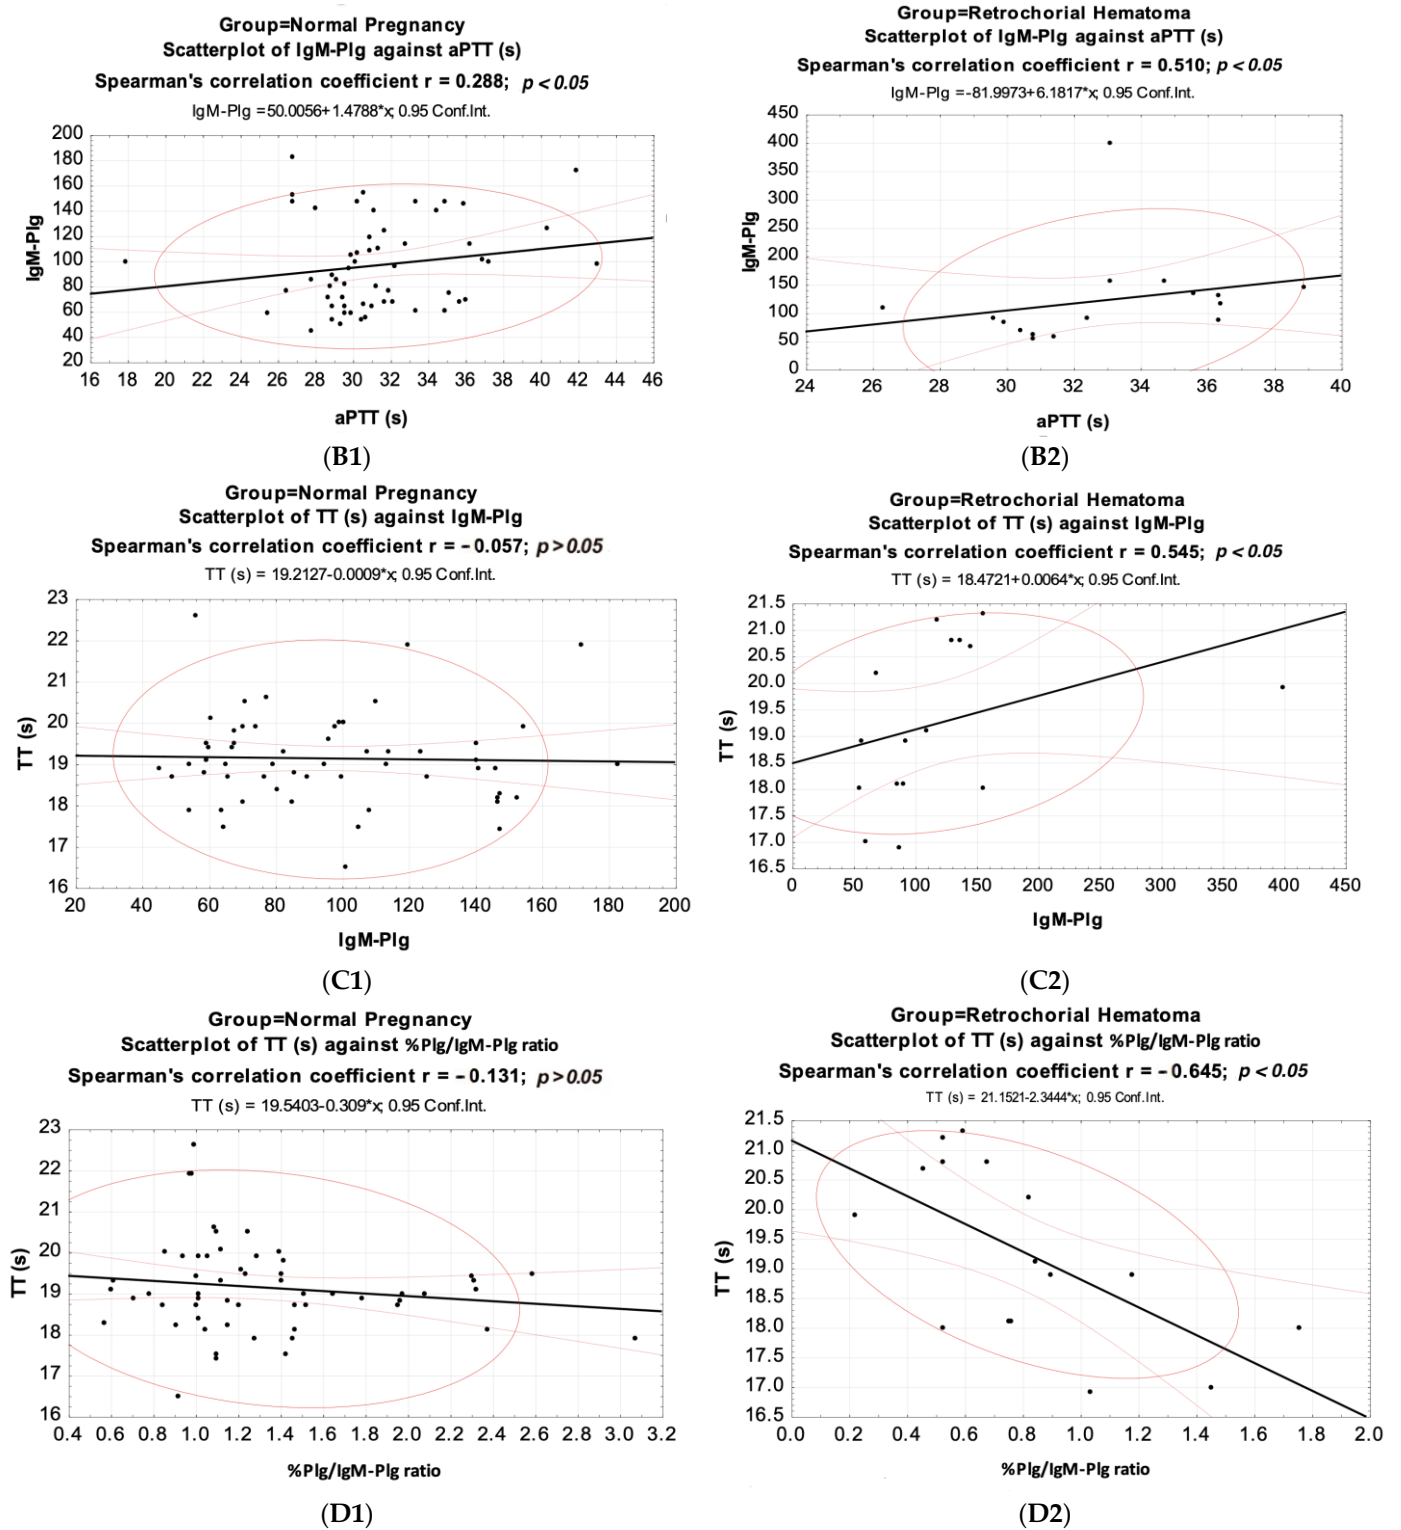 Group=Normal Pregnancy
Scatterplot of IgM-Plg against aPTT (s)
Spearman's correlation coefficient r = 0.288; p < 0.05
IgM-Plg =50.0056+1.4788*x; 0.95 Conf.Int.
200
180
160
140
120
100
80
60
40
20
IgM-Plg
16 18 20 22 24 26 28 30 32 34 36 38 40 42 44 46
aPTT (s)
(B1)
Group=Retrochorial Hematoma
Scatterplot of IgM-Plg against aPTT (s)
Spearman's correlation coefficient r = 0.510; p < 0.05
IgM-Plg =-81.9973+6.1817*x; 0.95 Conf.Int.
450
400
350
300
250
200
150
100
50
0
IgM-Plg
24 26 28 30 32 34 36 38 40
aPTT (s)
(B2)
Group=Normal Pregnancy
Scatterplot of TT (s) against IgM-Plg
Spearman's correlation coefficient r = -0.057; p > 0.05
TT (s) = 19.2127-0.0009*x; 0.95 Conf.Int.
23
22
21
20
19
18
17
16
TT (s)
20 40 60 80 100 120 140 160 180 200
IgM-Plg
(C1)
Group=Retrochorial Hematoma
Scatterplot of TT (s) against IgM-Plg
Spearman's correlation coefficient r = 0.545; p < 0.05
TT (s) = 18.4721+0.0064*x; 0.95 Conf.Int.
21.5
21.0
20.5
20.0
19.5
19.0
18.5
18.0
17.5
17.0
16.5
TT (s)
0 50 100 150 200 250 300 350 400 450
IgM-Plg
(C2)
Group=Normal Pregnancy
Scatterplot of TT (s) against %Plg/IgM-Plg ratio
Spearman's correlation coefficient r = -0.131; p > 0.05
TT (s) = 19.5403-0.309*x; 0.95 Conf.Int.
23
22
21
20
19
18
17
16
TT (s)
0.4 0.6 0.8 1.0 1.2 1.4 1.6 1.8 2.0 2.2 2.4 2.6 2.8 3.0 3.2
%Plg/IgM-Plg ratio
(D1)
Group=Retrochorial Hematoma
Scatterplot of TT (s) against %Plg/IgM-Plg ratio
Spearman's correlation coefficient r = -0.645; p < 0.05
TT (s) = 21.1521-2.3444*x; 0.95 Conf.Int.
21.5
21.0
20.5
20.0
19.5
19.0
18.5
18.0
17.5
17.0
16.5
TT (s)
0.0 0.2 0.4 0.6 0.8 1.0 1.2 1.4 1.6 1.8 2.0
%Plg/IgM-Plg ratio
(D2)